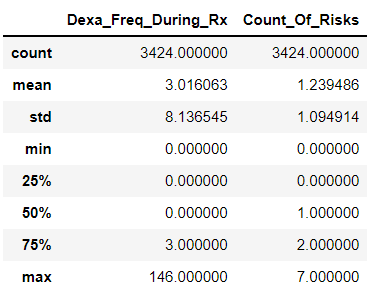 Dexa_Freq_During_Rx Count_Of_Risks
count 3424.000000 3424.000000
mean 3.016063 1.239486
std 8.136545 1.094914
min 0.000000 0.000000
25% 0.000000 0.000000
50% 0.000000 1.000000
75% 3.000000 2.000000
max 146.000000 7.000000